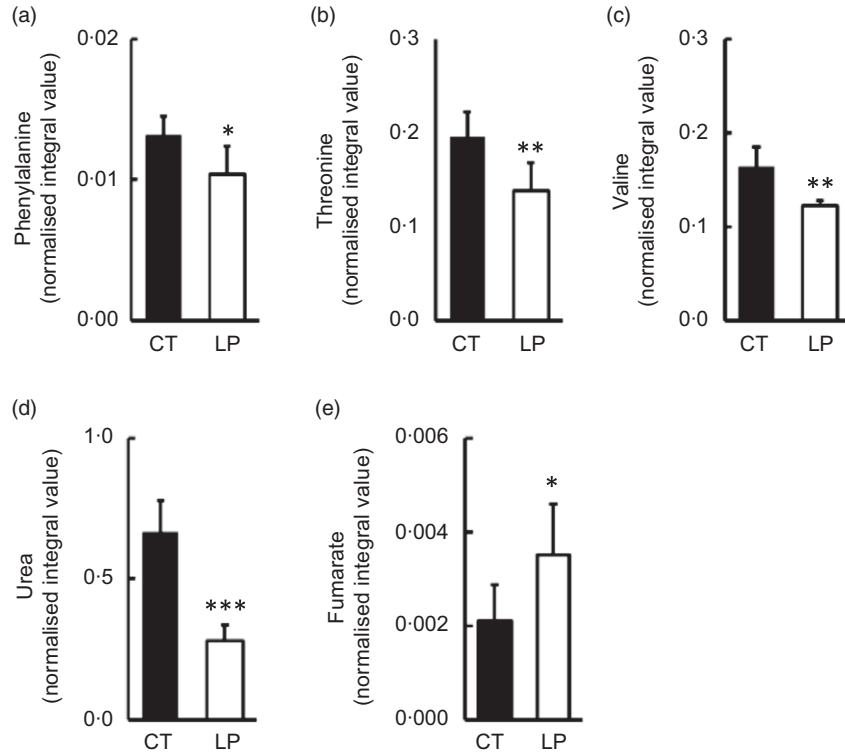 (a)
Phenylalanine
(normalised integral value)
0·02
0·01
0·00
*
CT LP
(b)
Threonine
(normalised integral value)
0·3
0·2
0·1
0·0
**
CT LP
(c)
Valine
(normalised integral value)
0·3
0·2
0·1
0·0
**
CT LP
(d)
Urea
(normalised integral value)
1·0
0·5
0·0
***
CT LP
(e)
Fumarate
(normalised integral value)
0·006
0·004
0·002
0·000
*
CT LP